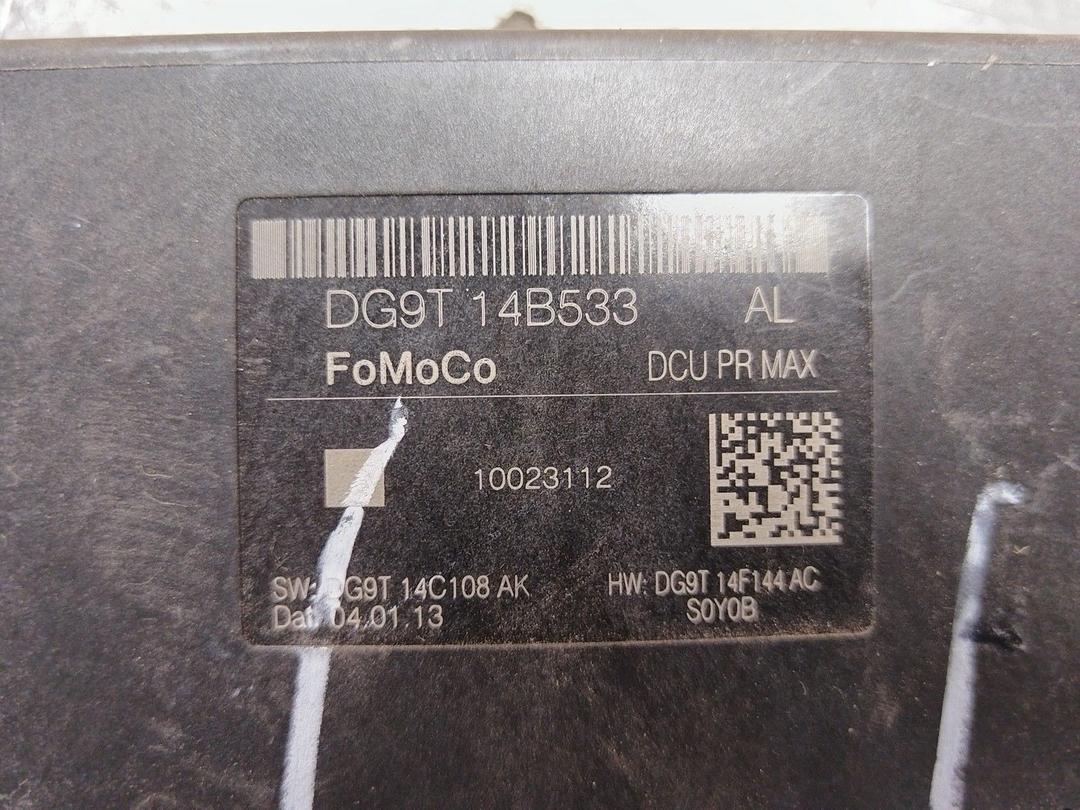 DG9T 14B533 AL
FoMoCo DCU PR MAX
10023112
SW: DG9T 14C108 AK HW: DG9T 14F144 AC
04.01.13 S0Y0B